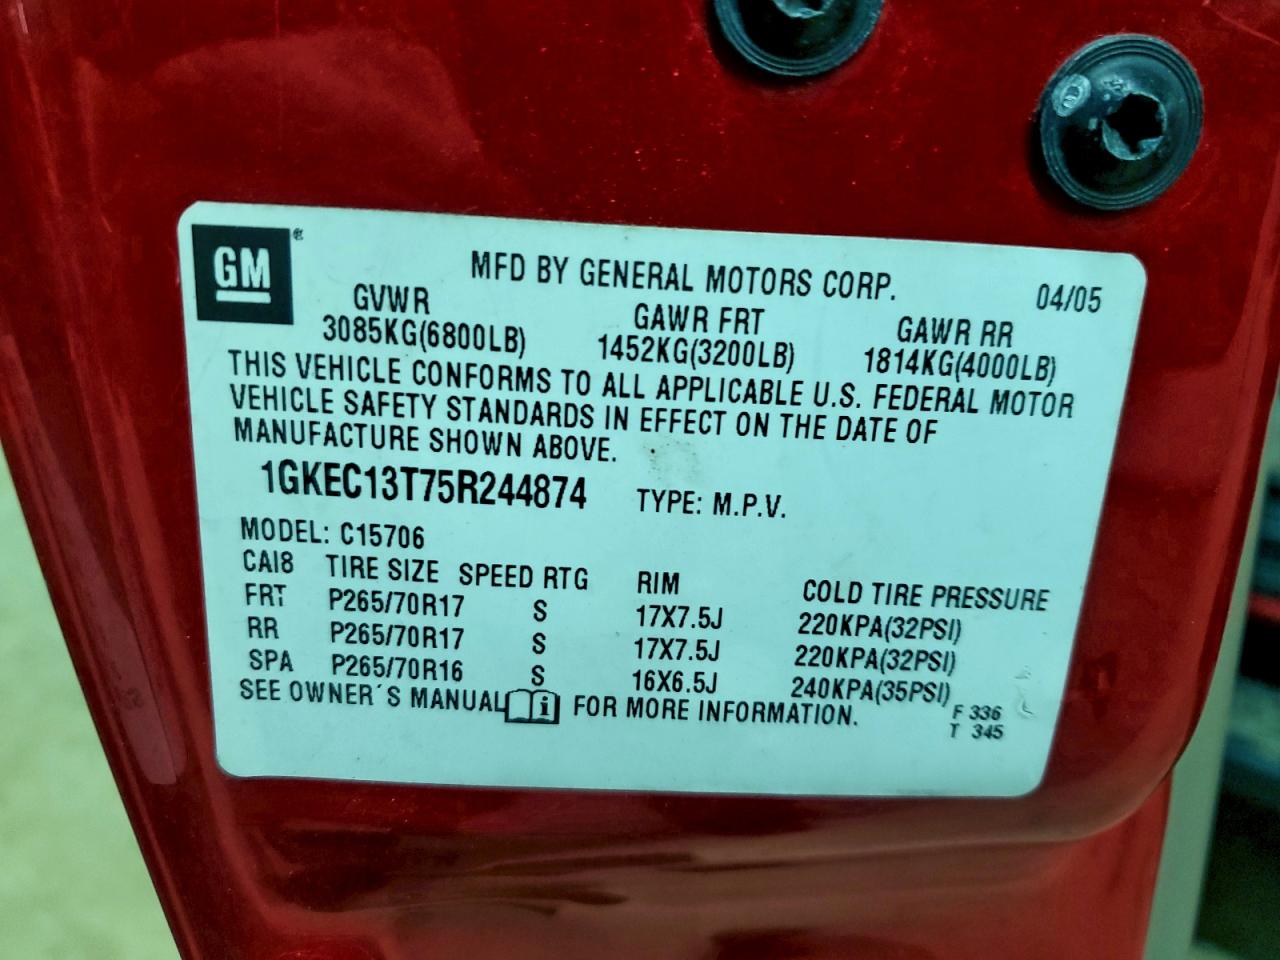 GM®
MFD BY GENERAL MOTORS CORP. 04/05
GVWR GAWR FRT GAWR RR
3085KG(6800LB) 1452KG(3200LB) 1814KG(4000LB)
THIS VEHICLE CONFORMS TO ALL APPLICABLE U.S. FEDERAL MOTOR
VEHICLE SAFETY STANDARDS IN EFFECT ON THE DATE OF
MANUFACTURE SHOWN ABOVE.
1GKEC13T75R244874 TYPE: M.P.V.
MODEL: C15706
CAI8 TIRE SIZE SPEED RTG RIM COLD TIRE PRESSURE
FRT P265/70R17 S 17X7.5J 220KPA(32PSI)
RR P265/70R17 S 17X7.5J 220KPA(32PSI)
SPA P265/70R16 S 16X6.5J 240KPA(35PSI)
SEE OWNER´S MANUAL i FOR MORE INFORMATION.
F 336
T 345